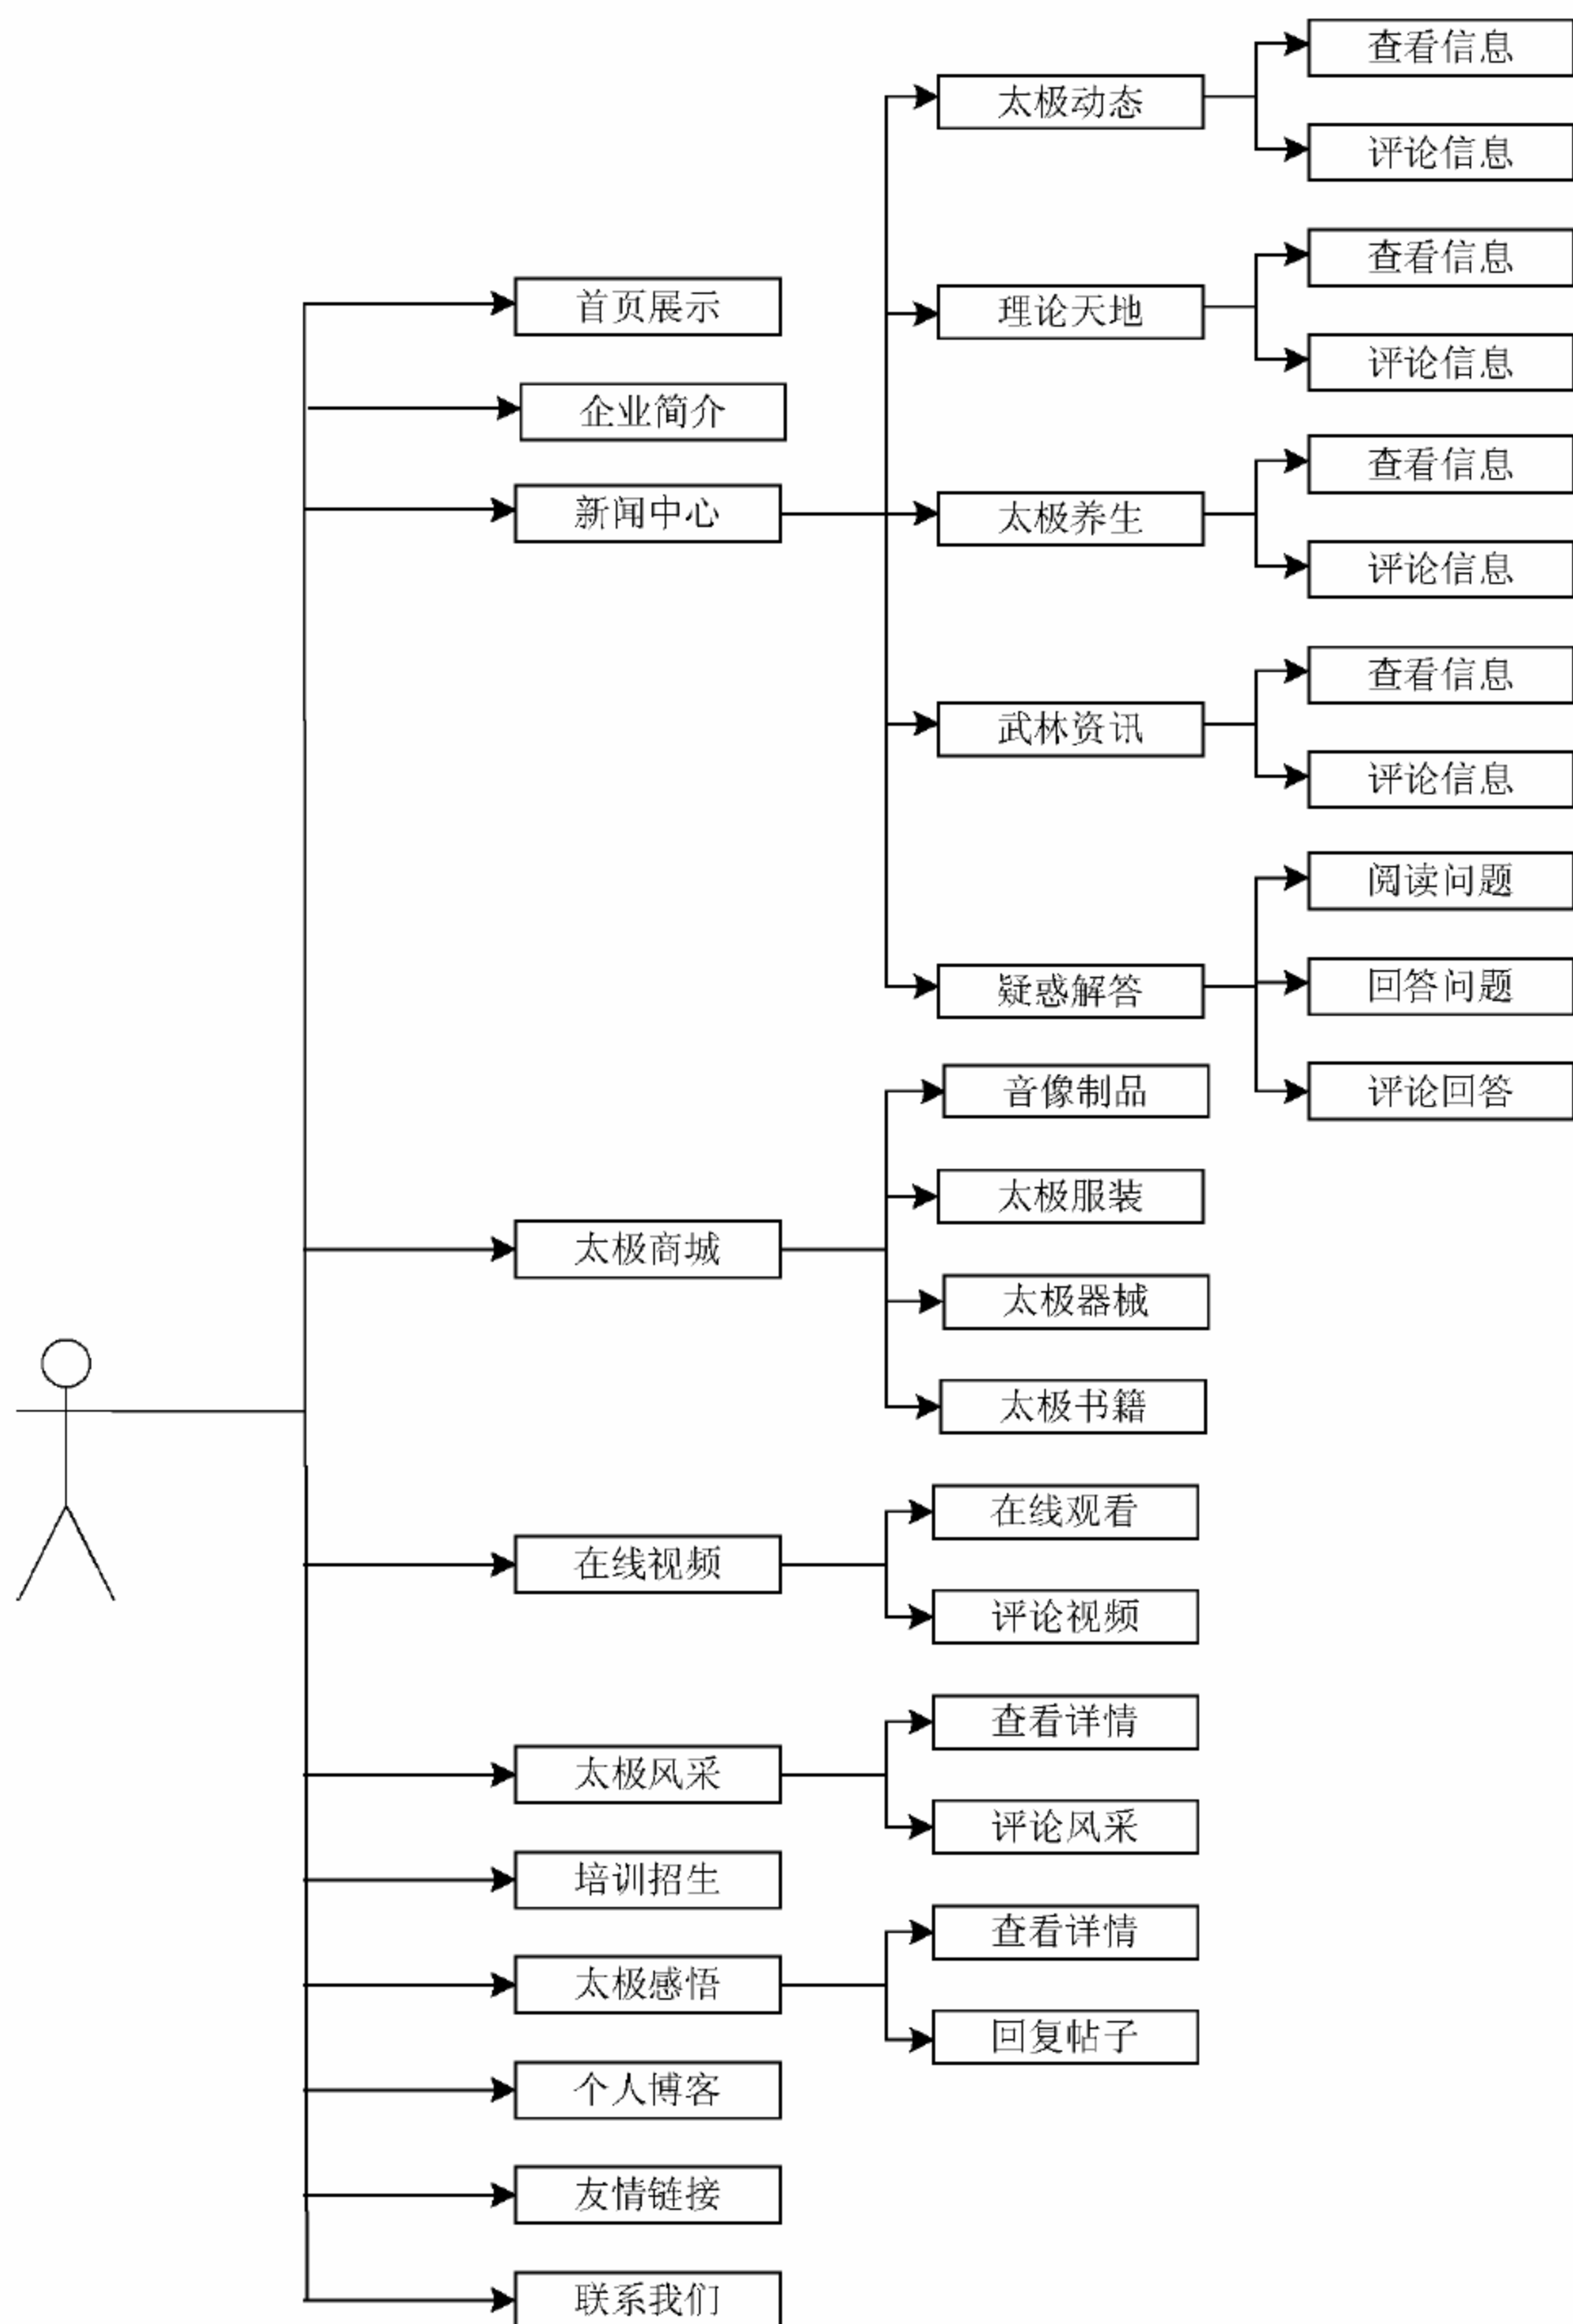 首页展示
企业简介
新闻中心
太极动态
查看信息
评论信息
理论天地
查看信息
评论信息
太极养生
查看信息
评论信息
武林资讯
查看信息
评论信息
疑惑解答
阅读问题
回答问题
评论回答
太极商城
音像制品
太极服装
太极器械
太极书籍
在线视频
在线观看
评论视频
太极风采
查看详情
评论风采
培训招生
太极感悟
查看详情
回复帖子
个人博客
友情链接
联系我们